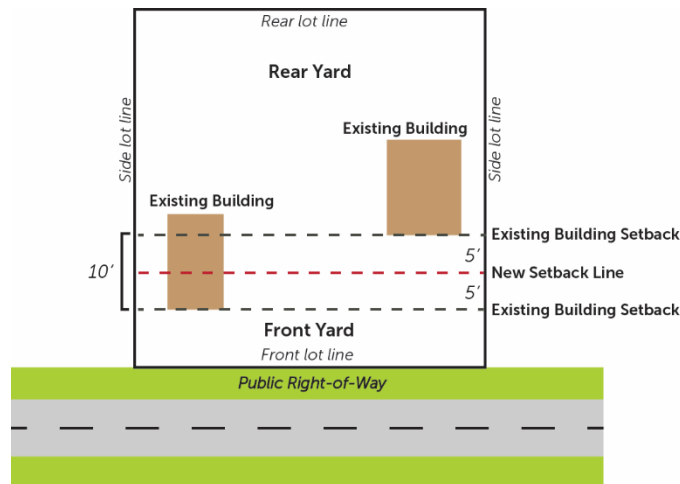 Rear lot line
Rear Yard
Side lot line
Side lot line
Existing Building
Existing Building
Existing Building Setback
5’
10’
New Setback Line
5’
Existing Building Setback
Front Yard
Front lot line
Public Right-of-Way